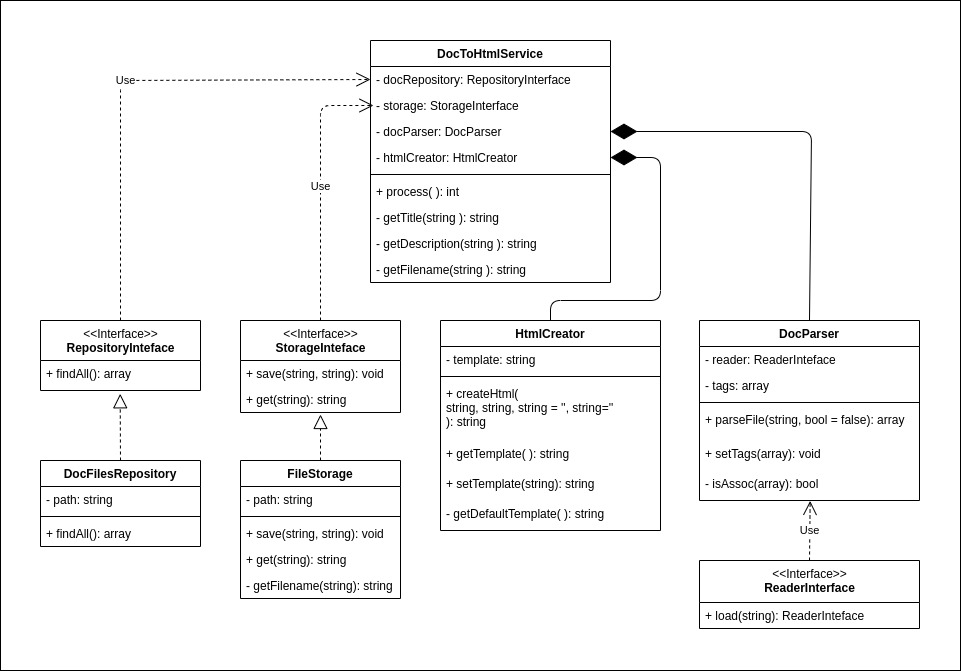 DocToHtmlService
- docRepository: RepositoryInterface
- storage: StorageInterface
- docParser: DocParser
- htmlCreator: HtmlCreator
+ process( ): int
- getTitle(string ): string
- getDescription(string ): string
- getFilename(string ): string
Use
Use
<<Interface>>
RepositoryInteface
+ findAll(): array
<<Interface>>
StorageInteface
+ save(string, string): void
+ get(string): string
HtmlCreator
- template: string
+ createHtml(
string, string, string = '', string=''
): string
+ getTemplate( ): string
+ setTemplate(string): string
- getDefaultTemplate( ): string
DocParser
- reader: ReaderInteface
- tags: array
+ parseFile(string, bool = false): array
+ setTags(array): void
- isAssoc(array): bool
DocFilesRepository
- path: string
+ findAll(): array
FileStorage
- path: string
+ save(string, string): void
+ get(string): string
- getFilename(string): string
Use
<<Interface>>
ReaderInterface
+ load(string): ReaderInteface